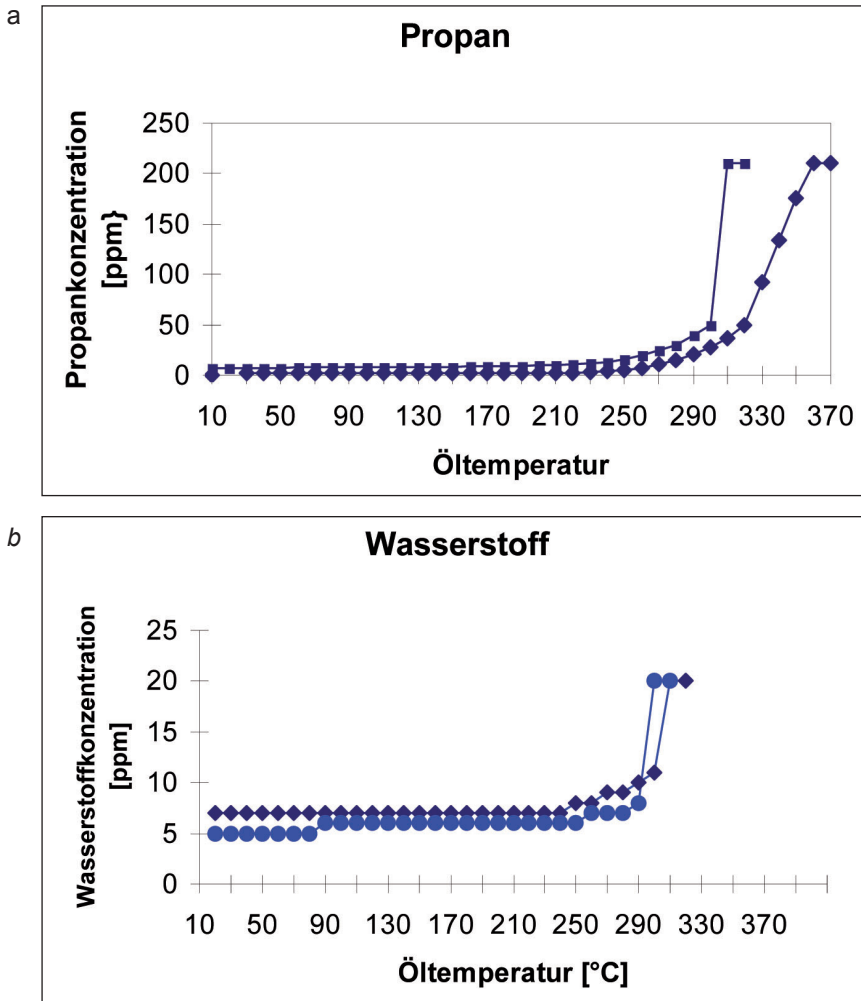 a
Propan
Propankonzentration
[ppm}
250
200
150
100
50
0
10 50 90 130 170 210 250 290 330 370
Öltemperatur
b
Wasserstoff
Wasserstoffkonzentration
[ppm]
25
20
15
10
5
0
10 50 90 130 170 210 250 290 330 370
Öltemperatur [°C]